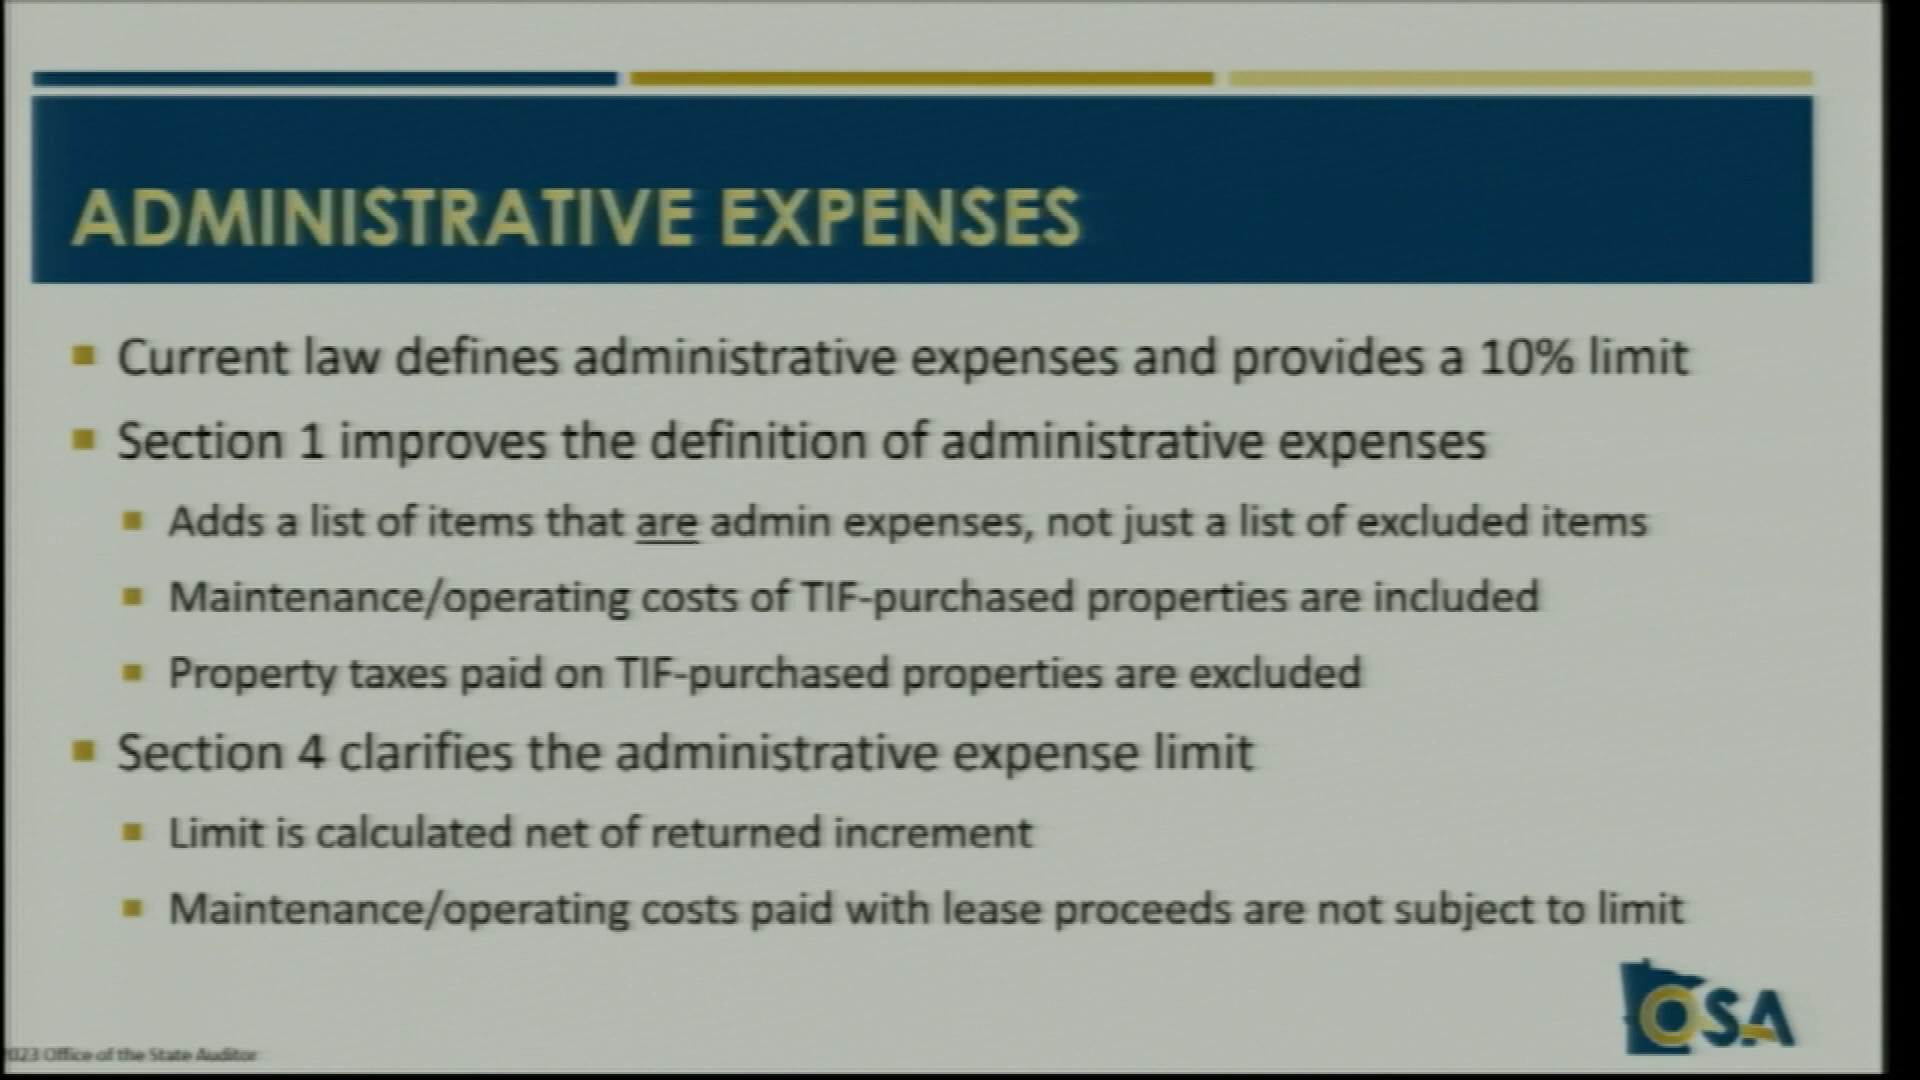 ADMINISTRATIVE EXPENSES
Current law defines administrative expenses and provides a 10% limit
Section 1 improves the definition of administrative expenses
Adds a list of items that are admin expenses, not just a list of excluded items
Maintenance/operating costs of TIF-purchased properties are included
Property taxes paid on TIF-purchased properties are excluded
Section 4 clarifies the administrative expense limit
Limit is calculated net of returned increment
Maintenance/operating costs paid with lease proceeds are not subject to limit
OSA
023 Office of the State Auditor